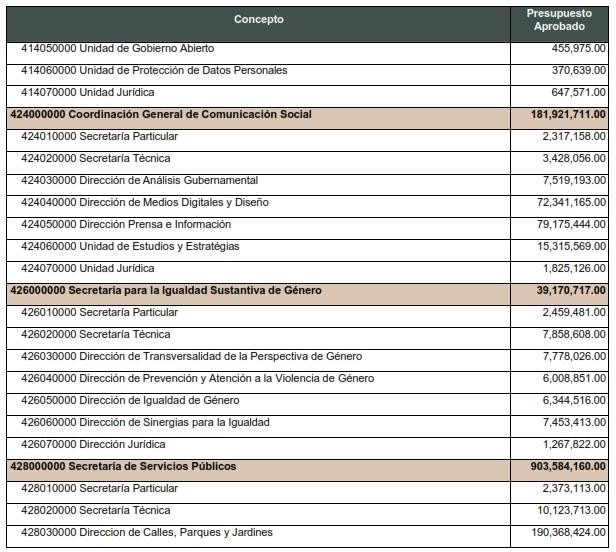 Concepto Presupuesto Aprobado
414050000 Unidad de Gobierno Abierto 455,975.00
414060000 Unidad de Protección de Datos Personales 370,639.00
414070000 Unidad Jurídica 647,571.00
424000000 Coordinación General de Comunicación Social 181,921,711.00
424010000 Secretaría Particular 2,317,158.00
424020000 Secretaría Técnica 3,428,056.00
424030000 Dirección de Análisis Gubernamental 7,519,193.00
424040000 Dirección de Medios Digitales y Diseño 72,341,165.00
424050000 Dirección Prensa e Información 79,175,444.00
424060000 Unidad de Estudios y Estratégias 15,315,569.00
424070000 Unidad Jurídica 1,825,126.00
426000000 Secretaria para la Igualdad Sustantiva de Género 39,170,717.00
426010000 Secretaría Particular 2,459,481.00
426020000 Secretaría Técnica 7,858,608.00
426030000 Dirección de Transversalidad de la Perspectiva de Género 7,778,026.00
426040000 Dirección de Prevención y Atención a la Violencia de Género 6,008,851.00
426050000 Dirección de Igualdad de Género 6,344,516.00
426060000 Dirección de Sinergias para la Igualdad 7,453,413.00
426070000 Dirección Jurídica 1,267,822.00
428000000 Secretaría de Servicios Públicos 903,584,160.00
428010000 Secretaría Particular 2,373,113.00
428020000 Secretaría Técnica 10,123,713.00
428030000 Direccion de Calles, Parques y Jardines 190,368,424.00